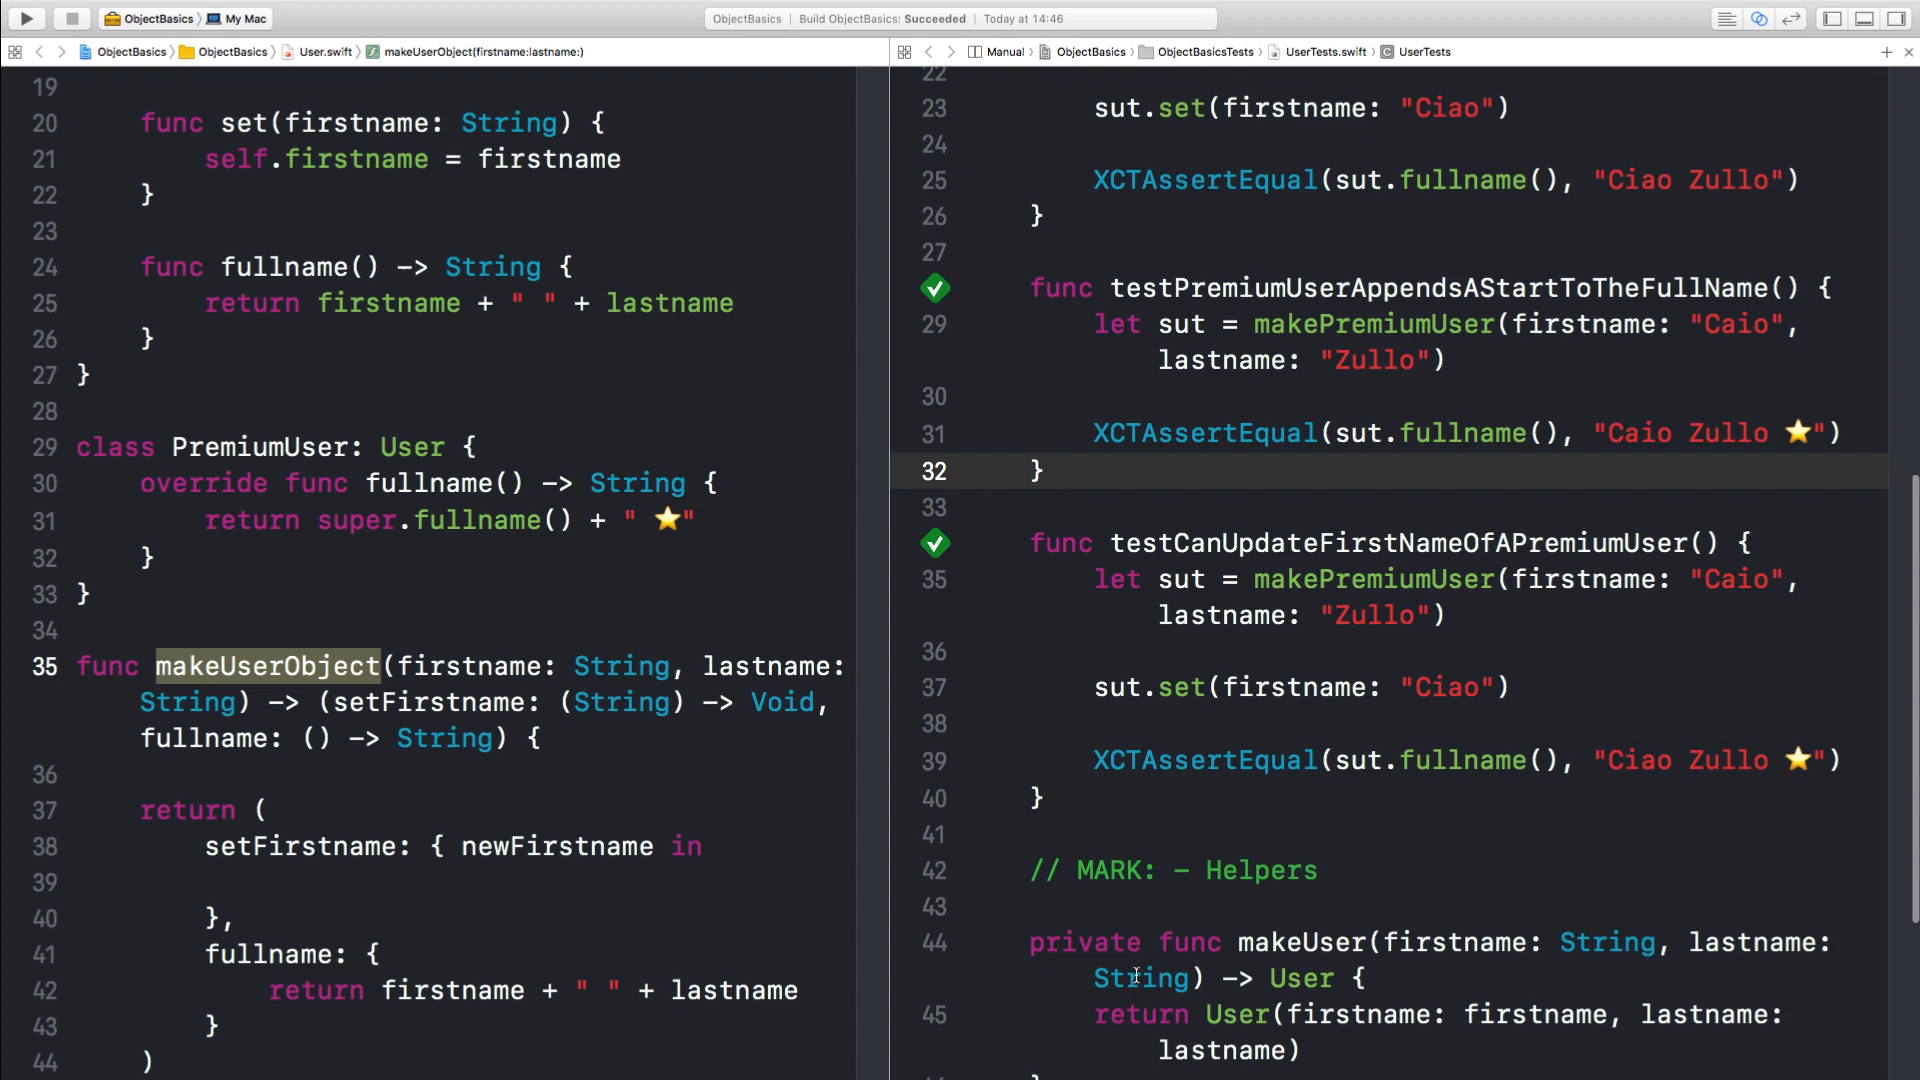 ObjectBasics My Mac
ObjectBasics Build ObjectBasics: Succeeded Today at 14:46
ObjectBasics ObjectBasics User.swift makeUserObject(firstname:lastname:)
Manual ObjectBasics ObjectBasicsTests UserTests.swift UserTests
19
20 func set(firstname: String) {
21 self.firstname = firstname
22 }
23
24 func fullname() -> String {
25 return firstname + " " + lastname
26 }
27 }
28
29 class PremiumUser: User {
30 override func fullname() -> String {
31 return super.fullname() + " ⭐"
32 }
33 }
34
35 func makeUserObject(firstname: String, lastname:
String) -> (setFirstname: (String) -> Void,
fullname: () -> String) {
36
37 return (
38 setFirstname: { newFirstname in
39
40 },
41 fullname: {
42 return firstname + " " + lastname
43 }
44 )
22
23 sut.set(firstname: "Ciao")
24
25 XCTAssertEqual(sut.fullname(), "Ciao Zullo")
26 }
27
func testPremiumUserAppendsAStartToTheFullName() {
29 let sut = makePremiumUser(firstname: "Caio",
lastname: "Zullo")
30
31 XCTAssertEqual(sut.fullname(), "Caio Zullo ⭐")
32 }
33
func testCanUpdateFirstNameOfAPremiumUser() {
35 let sut = makePremiumUser(firstname: "Caio",
lastname: "Zullo")
36
37 sut.set(firstname: "Ciao")
38
39 XCTAssertEqual(sut.fullname(), "Ciao Zullo ⭐")
40 }
41
42 // MARK: - Helpers
43
44 private func makeUser(firstname: String, lastname:
String) -> User {
45 return User(firstname: firstname, lastname:
lastname)